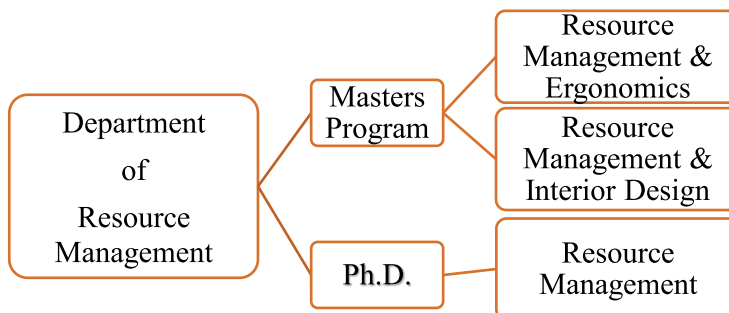 Department
of
Resource
Management
Masters
Program
Resource
Management &
Ergonomics
Resource
Management &
Interior Design
Ph.D.
Resource
Management